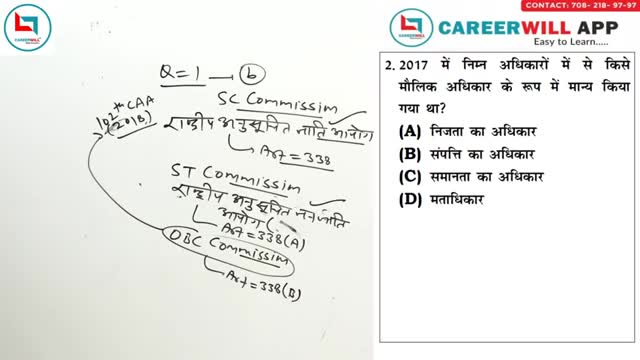 CAREERWILL
CONTACT: 708- 218- 97-97
CAREERWILL APP
Easy to Learn.....
Q=1 → b
SC Commissim
102th CAA
(2018)
राष्ट्रीय अनुसूचित जाति आयोग
Art = 338
ST Commissim
राष्ट्रीय अनुसूचित जनजाति
आयोग (
Art = 338(A)
OBC Commissim
Art = 338(B)
2. 2017 में निम्न अधिकारों में से किसे
मौलिक अधिकार के रूप में मान्य किया
गया था?
(A) निजता का अधिकार
(B) संपत्ति का अधिकार
(C) समानता का अधिकार
(D) मताधिकार